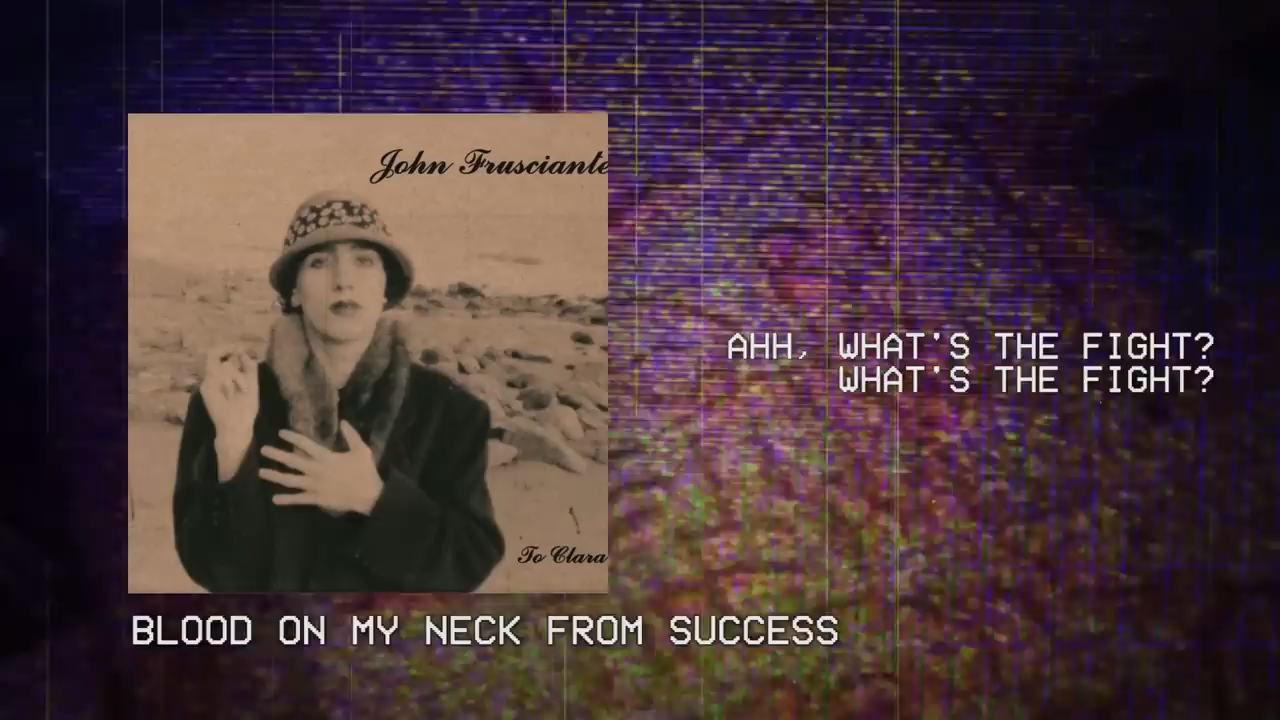 John Frusciante
AHH, WHAT'S THE FIGHT?
WHAT'S THE FIGHT?
To Clara
BLOOD ON MY NECK FROM SUCCESS